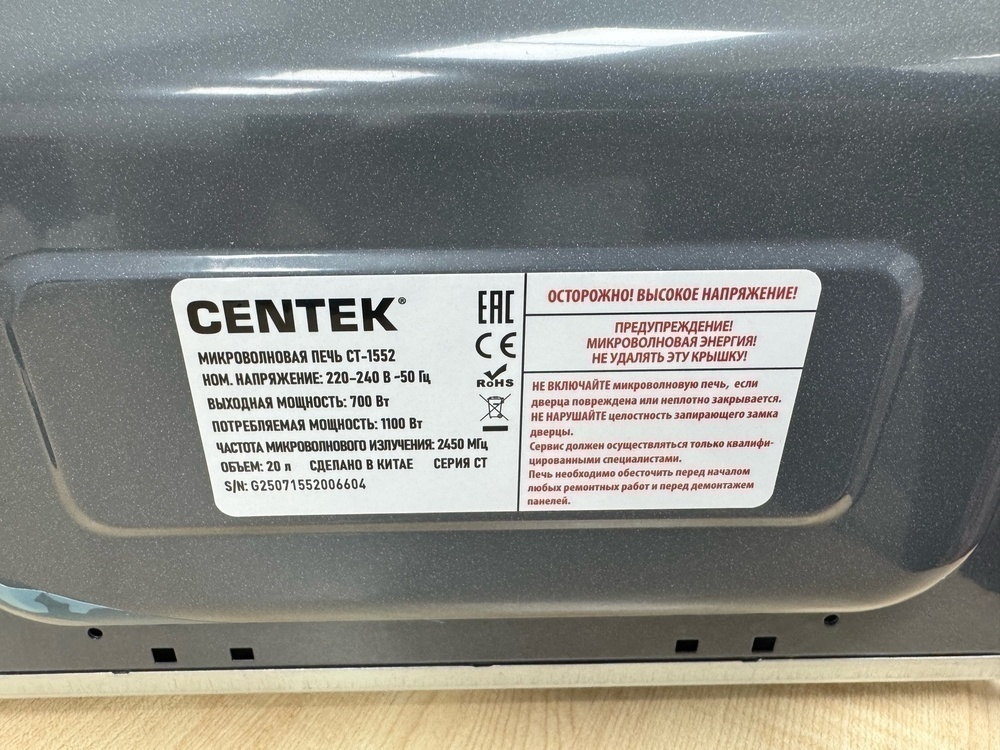 CENTEK®
МИКРОВОЛНОВАЯ ПЕЧЬ СТ-1552
НОМ. НАПРЯЖЕНИЕ: 220-240 В ~50 Гц
ВЫХОДНАЯ МОЩНОСТЬ: 700 Вт
ПОТРЕБЛЯЕМАЯ МОЩНОСТЬ: 1100 Вт
ЧАСТОТА МИКРОВОЛНОВОГО ИЗЛУЧЕНИЯ: 2450 МГц
ОБЪЕМ: 20 л СДЕЛАНО В КИТАЕ СЕРИЯ СТ
S/N: G25071552006604
EAC
CE
RoHS
ОСТОРОЖНО! ВЫСОКОЕ НАПРЯЖЕНИЕ!
ПРЕДУПРЕЖДЕНИЕ!
МИКРОВОЛНОВАЯ ЭНЕРГИЯ!
НЕ УДАЛЯТЬ ЭТУ КРЫШКУ!
НЕ ВКЛЮЧАЙТЕ микроволновую печь, если
дверца повреждена или неплотно закрывается.
НЕ НАРУШАЙТЕ целостность запирающего замка
дверцы.
Сервис должен осуществляться только квалифи-
цированными специалистами.
Печь необходимо обесточить перед началом
любых ремонтных работ и перед демонтажем
панелей.